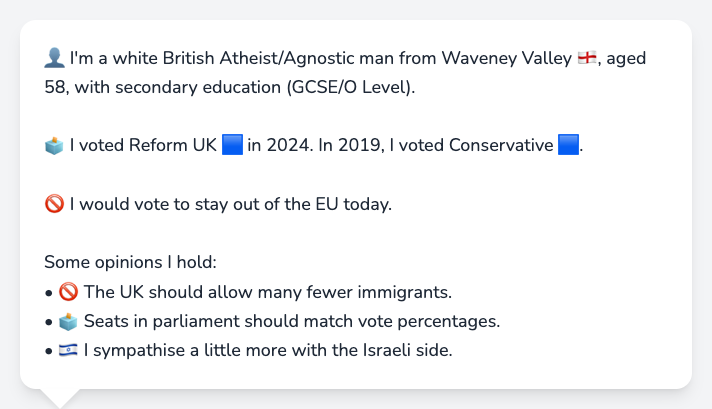 👤 I'm a white British Atheist/Agnostic man from Waveney Valley 🏴󠁧󠁢󠁥󠁮󠁧󠁿, aged
58, with secondary education (GCSE/O Level).
🗳️ I voted Reform UK 🟦 in 2024. In 2019, I voted Conservative 🟦.
🚫 I would vote to stay out of the EU today.
Some opinions I hold:
• 🚫 The UK should allow many fewer immigrants.
• 🗳️ Seats in parliament should match vote percentages.
• 🇮🇱 I sympathise a little more with the Israeli side.